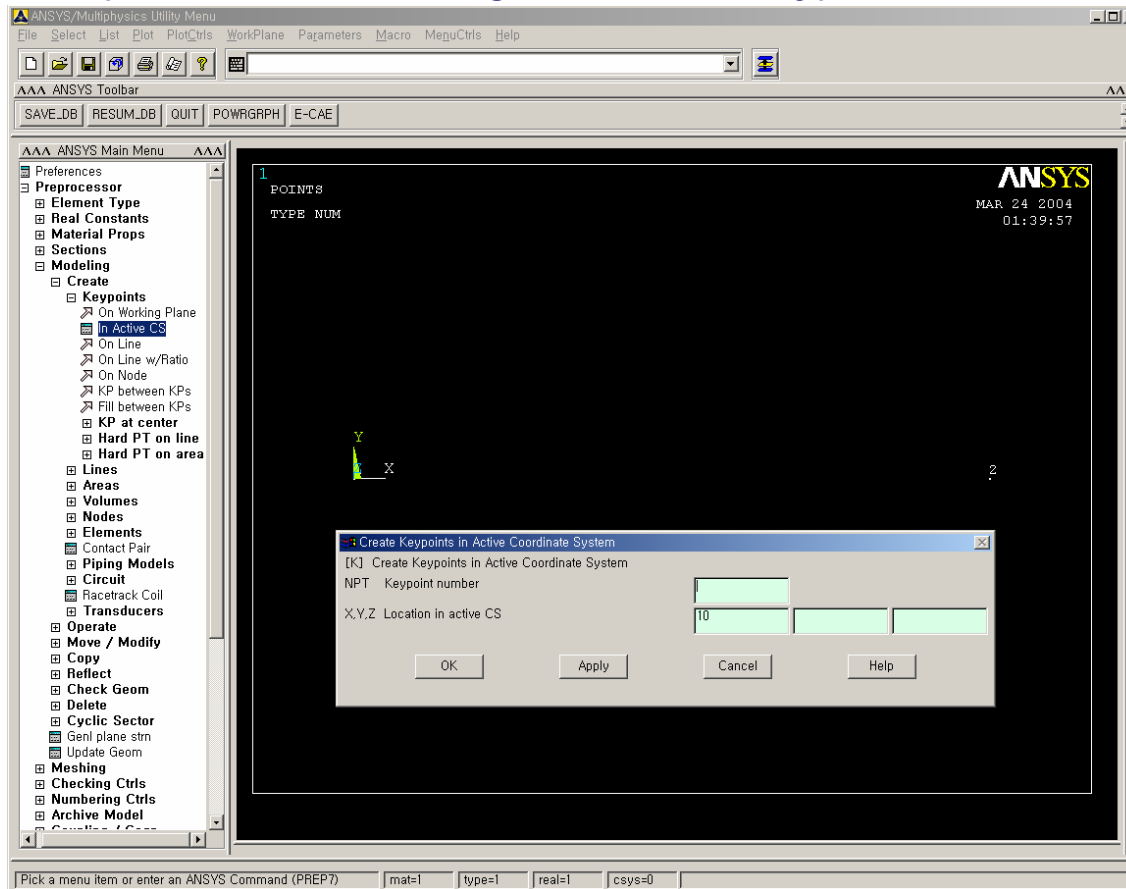 ANSYS/Multiphysics Utility Menu
File Select List Plot PlotCtrls WorkPlane Parameters Macro MenuCtrls Help
ANSYS Toolbar
SAVE_DB RESUM_DB QUIT POWRGRPH E-CAE
ANSYS Main Menu
Preferences
Preprocessor
Element Type
Real Constants
Material Props
Sections
Modeling
Create
Keypoints
On Working Plane
In Active CS
On Line
On Line w/Ratio
On Node
KP between KPs
Fill between KPs
KP at center
Hard PT on line
Hard PT on area
Lines
Areas
Volumes
Nodes
Elements
Contact Pair
Piping Models
Circuit
Racetrack Coil
Transducers
Operate
Move / Modify
Copy
Reflect
Check Geom
Delete
Cyclic Sector
Genl plane strn
Update Geom
Meshing
Checking Ctrls
Numbering Ctrls
Archive Model
1
POINTS
TYPE NUM
ANSYS
MAR 24 2004
01:39:57
Y
Z X
2
Create Keypoints in Active Coordinate System
[K] Create Keypoints in Active Coordinate System
NPT Keypoint number
X,Y,Z Location in active CS 10
OK Apply Cancel Help
Pick a menu item or enter an ANSYS Command (PREP7) mat=1 type=1 real=1 csys=0